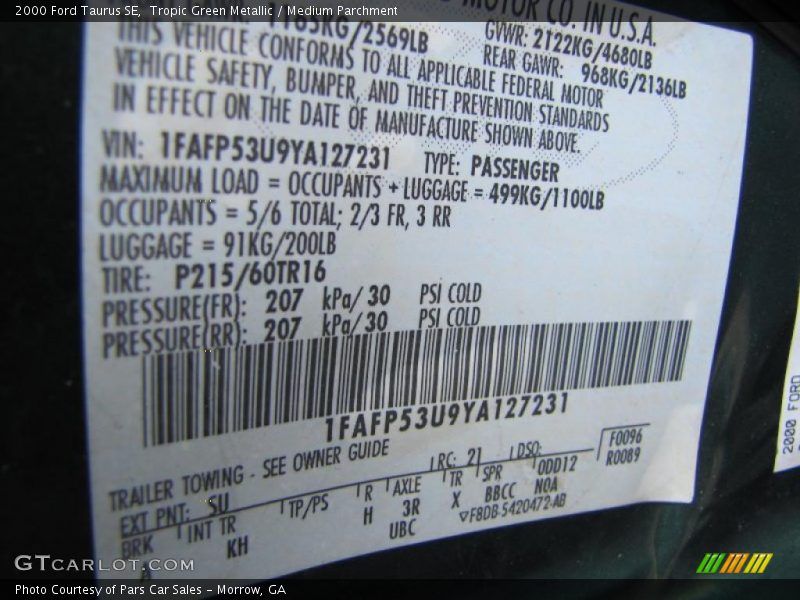 2000 Ford Taurus SE, Tropic Green Metallic / Medium Parchment
MOTOR CO. IN U.S.A.
1165KG/2569LB
GVWR: 2122KG/4680LB
REAR GAWR: 968KG/2136LB
THIS VEHICLE CONFORMS TO ALL APPLICABLE FEDERAL MOTOR
VEHICLE SAFETY, BUMPER, AND THEFT PREVENTION STANDARDS
IN EFFECT ON THE DATE OF MANUFACTURE SHOWN ABOVE.
VIN: 1FAFP53U9YA127231 TYPE: PASSENGER
MAXIMUM LOAD = OCCUPANTS + LUGGAGE = 499KG/1100LB
OCCUPANTS = 5/6 TOTAL; 2/3 FR, 3 RR
LUGGAGE = 91KG/200LB
TIRE: P215/60TR16
PRESSURE(FR): 207 kPa/ 30 PSI COLD
PRESSURE(RR): 207 kPa/ 30 PSI COLD
1FAFP53U9YA127231
TRAILER TOWING - SEE OWNER GUIDE
EXT PNT: SU RC: 21 DSO: F0096
R0089
BRK INT TR TP/PS R AXLE TR SPR ODD12
KH H 3R X BBCC NOA
A UBC ▽F8DB-5420472-AB
2000 FORD
GTCARLOT.COM
Photo Courtesy of Pars Car Sales - Morrow, GA